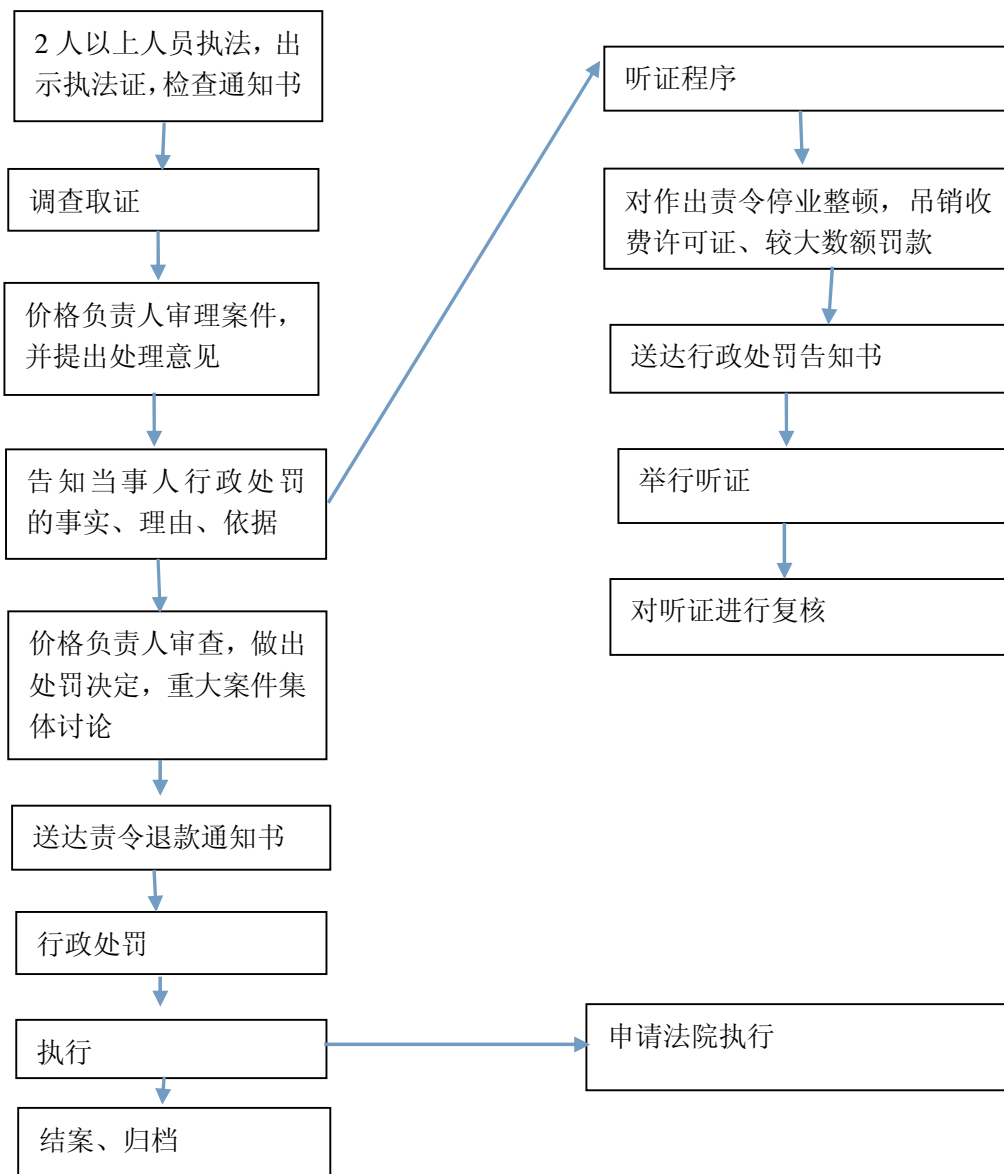 2 人以上人员执法，出
示执法证，检查通知书
调查取证
价格负责人审理案件，
并提出处理意见
告知当事人行政处罚
的事实、理由、依据
价格负责人审查，做出
处罚决定，重大案件集
体讨论
送达责令退款通知书
行政处罚
执行
结案、归档
听证程序
对作出责令停业整顿，吊销收
费许可证、较大数额罚款
送达行政处罚告知书
举行听证
对听证进行复核
申请法院执行